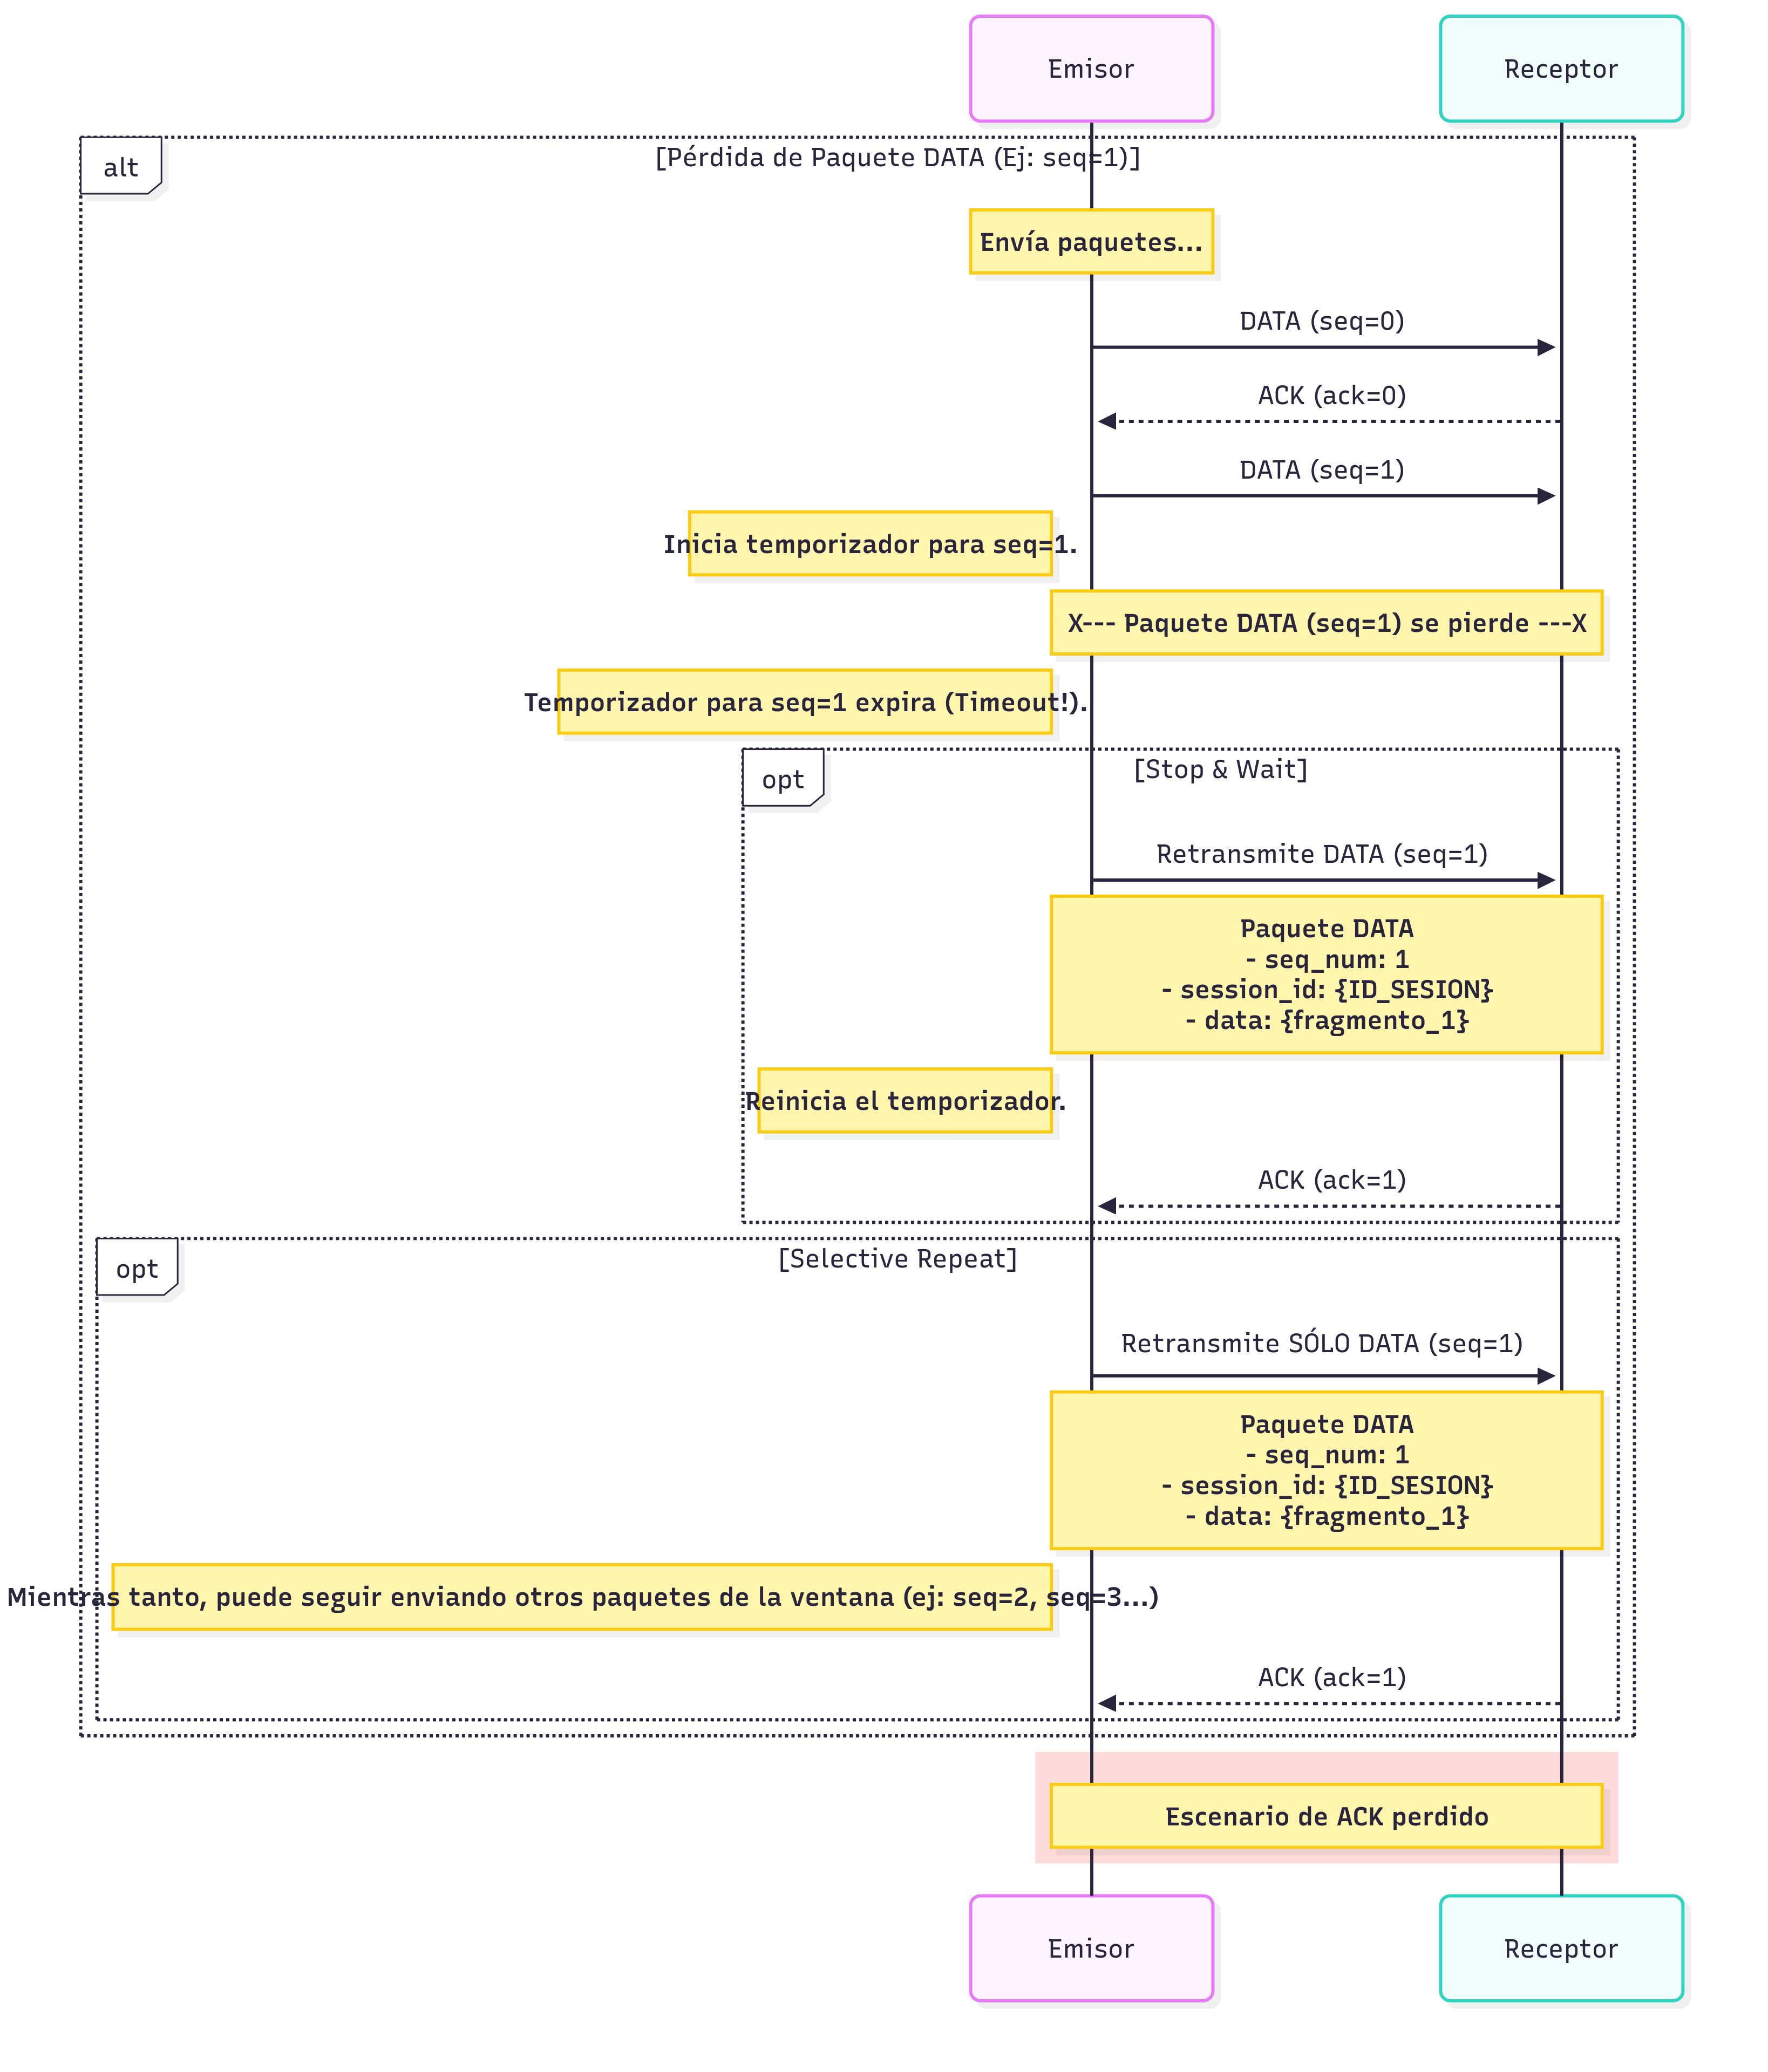 Emisor
Receptor
alt
[Pérdida de Paquete DATA (Ej: seq=1)]
Envía paquetes...
DATA (seq=0)
ACK (ack=0)
DATA (seq=1)
Inicia temporizador para seq=1.
X--- Paquete DATA (seq=1) se pierde ---X
Temporizador para seq=1 expira (Timeout!).
opt
[Stop & Wait]
Retransmite DATA (seq=1)
Paquete DATA
- seq_num: 1
- session_id: {ID_SESION}
- data: {fragmento_1}
Reinicia el temporizador.
ACK (ack=1)
opt
[Selective Repeat]
Retransmite SÓLO DATA (seq=1)
Paquete DATA
- seq_num: 1
- session_id: {ID_SESION}
- data: {fragmento_1}
Mientras tanto, puede seguir enviando otros paquetes de la ventana (ej: seq=2, seq=3...)
ACK (ack=1)
Escenario de ACK perdido
Emisor
Receptor